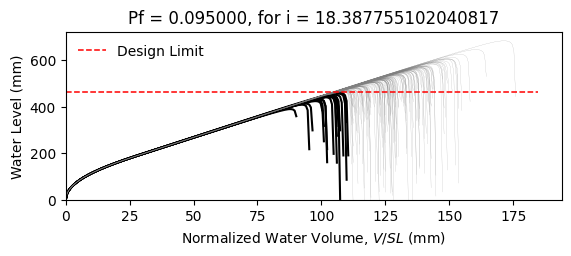 Pf = 0.095000, for i = 18.387755102040817
Design Limit
Water Level (mm)
600
400
200
0
0 25 50 75 100 125 150 175
Normalized Water Volume, V/SL (mm)